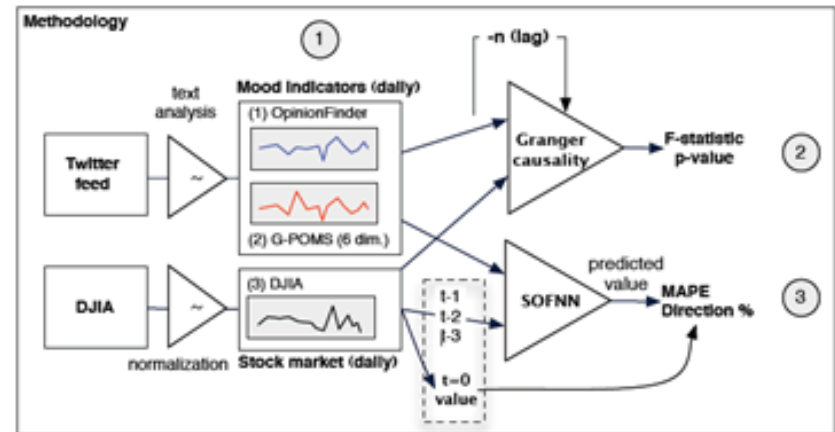 Methodology
1
-n (lag)
text
analysis
Mood Indicators (daily)
(1) OpinionFinder
Twitter
feed
~
Granger
causality
F-statistic
p-value
2
(2) G-POMS (6 dim.)
DJIA
~
(3) DJIA
normalization
Stock market (daily)
t-1
t-2
t-3
t=0
value
SOFNN
predicted
value
MAPE
Direction %
3